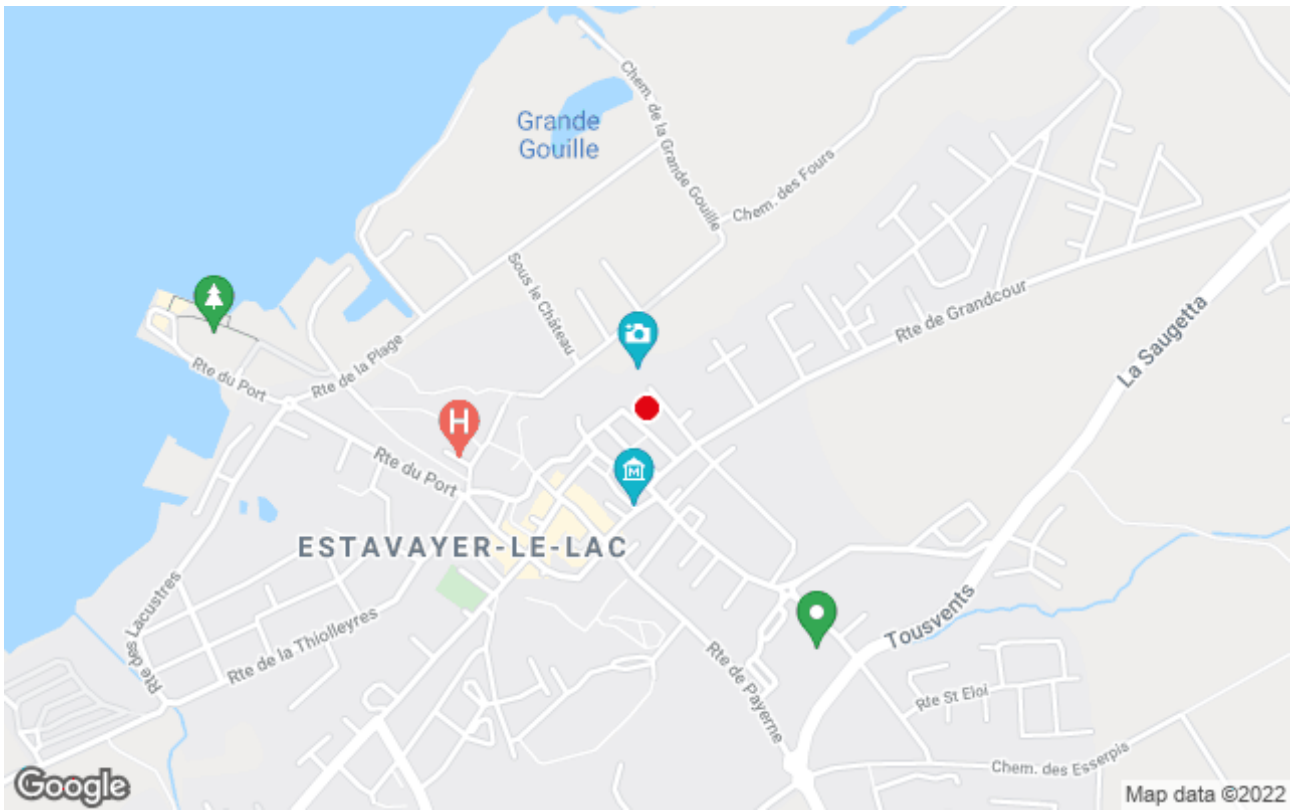 Chem. de la Grande Gouille
Grande
Gouille
Chem. des Fours
Sous le Château
Rte de Grandcour
La Saugetta
Rte du Port
Rte de la Plage
H
Rte du Port
M
ESTAVAYER-LE-LAC
Rte des Lacustres
Rte de la Thiolleyres
Tousvents
Rte de Payerne
Rte St Eloi
Chem. des Esserpis
Google
Map data ©2022